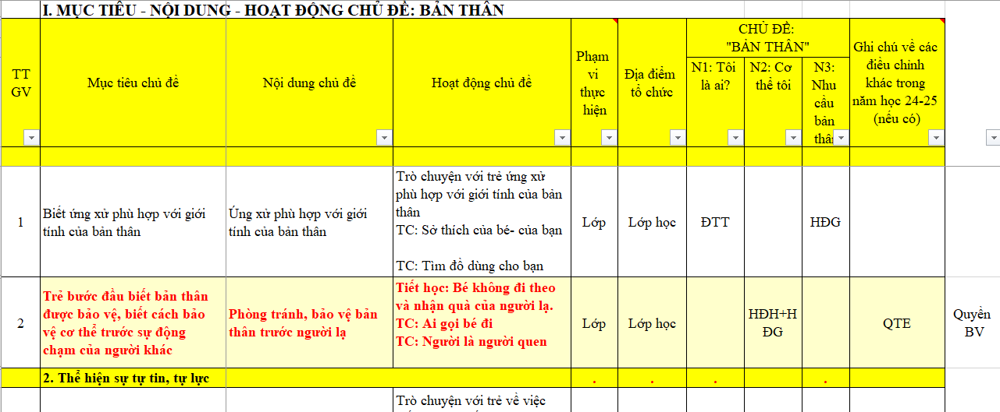 I. MỤC TIÊU - NỘI DUNG - HOẠT ĐỘNG CHỦ ĐỀ: BẢN THÂN
TT
GV
Mục tiêu chủ đề
Nội dung chủ đề
Hoạt động chủ đề
Phạm
vi
thực
hiện
Địa điểm
tổ chức
CHỦ ĐỀ:
"BẢN THÂN"
N1: Tôi
là ai?
N2: Cơ
thể tôi
N3:
Nhu
cầu
bản
thân
Ghi chú về các
điều chỉnh
khác trong
năm học 24-25
(nếu có)
1
Biết ứng xử phù hợp với giới
tính của bản thân
Úng xử phù hợp với giới
tính của bản thân
Trò chuyện với trẻ ứng xử
phù hợp với giới tính của bản
thân
TC: Sở thích của bé- của bạn
TC: Tìm đồ dùng cho bạn
Lớp
Lớp học
ĐTT
HĐG
2
Trẻ bước đầu biết bản thân
được bảo vệ, biết cách bảo
vệ cơ thể trước sự động
chạm của người khác
Phòng tránh, bảo vệ bản
thân trước người lạ
Tiết học: Bé không đi theo
và nhận quà của người lạ.
TC: Ai gọi bé đi
TC: Người là người quen
Lớp
Lớp học
HĐH+H
ĐG
QTE
Quyền
BV
2. Thể hiện sự tự tin, tự lực
. . . .
Trò chuyện với trẻ về việc